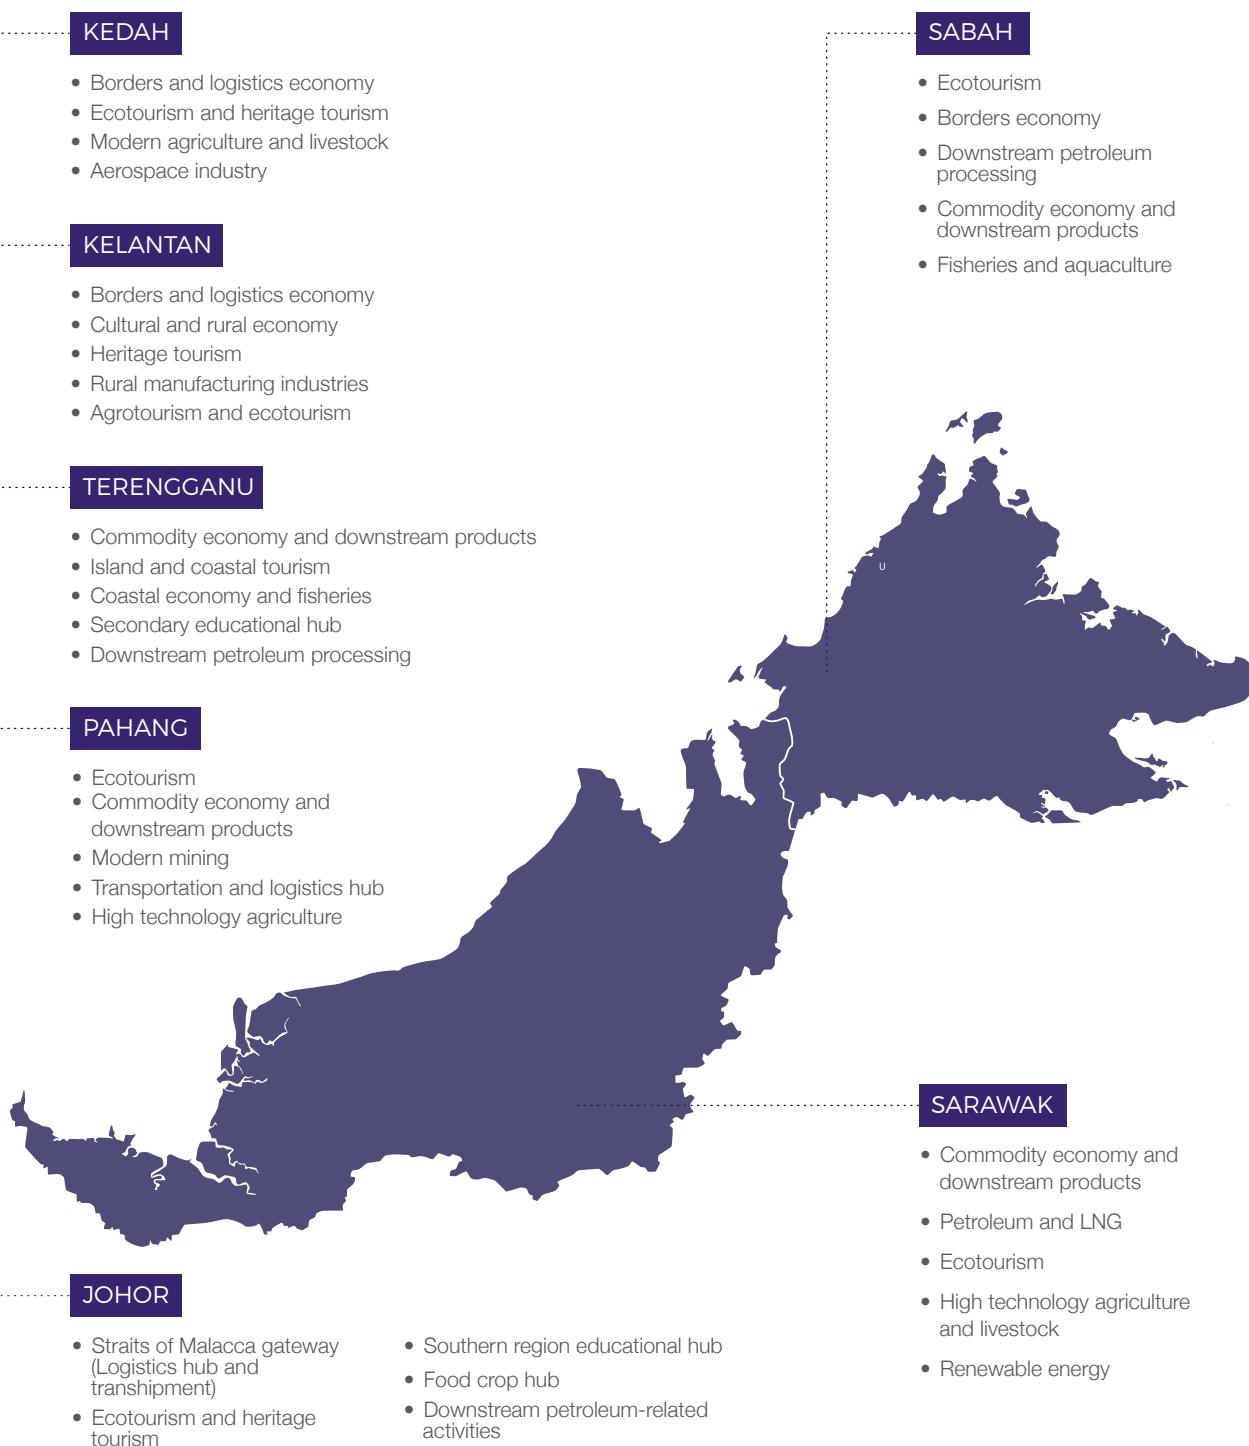 KEDAH
• Borders and logistics economy
• Ecotourism and heritage tourism
• Modern agriculture and livestock
• Aerospace industry
KELANTAN
• Borders and logistics economy
• Cultural and rural economy
• Heritage tourism
• Rural manufacturing industries
• Agrotourism and ecotourism
TERENGGANU
• Commodity economy and downstream products
• Island and coastal tourism
• Coastal economy and fisheries
• Secondary educational hub
• Downstream petroleum processing
PAHANG
• Ecotourism
• Commodity economy and
downstream products
• Modern mining
• Transportation and logistics hub
• High technology agriculture
SABAH
• Ecotourism
• Borders economy
• Downstream petroleum
processing
• Commodity economy and
downstream products
• Fisheries and aquaculture
U
SARAWAK
• Commodity economy and
downstream products
• Petroleum and LNG
• Ecotourism
• High technology agriculture
and livestock
• Renewable energy
JOHOR
• Straits of Malacca gateway
(Logistics hub and
transhipment)
• Ecotourism and heritage
tourism
• Southern region educational hub
• Food crop hub
• Downstream petroleum-related
activities